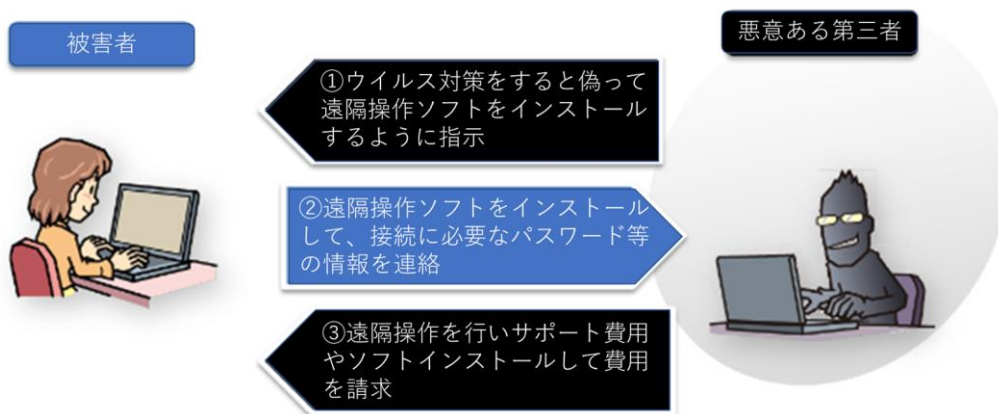 被害者
悪意ある第三者
①ウイルス対策をすると偽って
遠隔操作ソフトをインストール
するように指示
②遠隔操作ソフトをインストール
して、接続に必要なパスワード等
の情報を連絡
③遠隔操作を行いサポート費用
やソフトインストールして費用
を請求